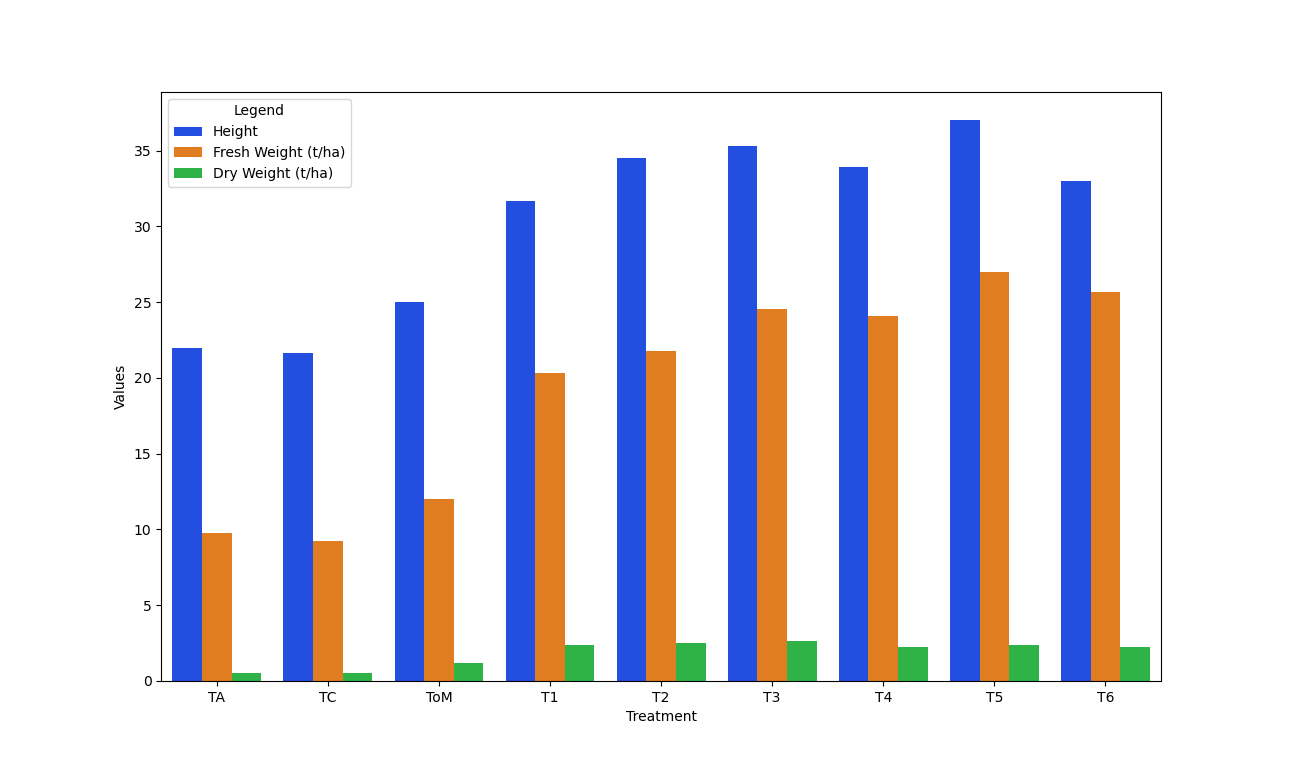 Legend
Height
Fresh Weight (t/ha)
Dry Weight (t/ha)
Values
35
30
25
20
15
10
5
0
TA TC ToM T1 T2 T3 T4 T5 T6
Treatment